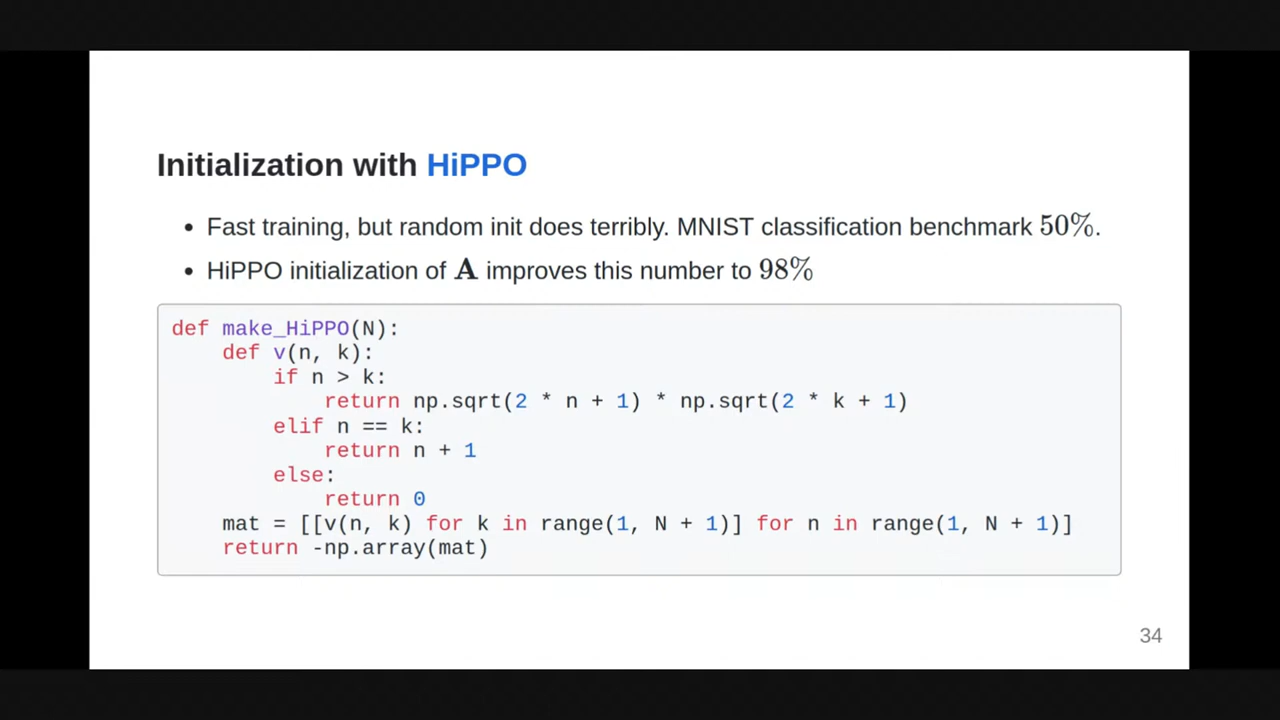 Initialization with HiPPO
• Fast training, but random init does terribly. MNIST classification benchmark 50%.
• HiPPO initialization of A improves this number to 98%
def make_HiPPO(N):
    def v(n, k):
        if n > k:
            return np.sqrt(2 * n + 1) * np.sqrt(2 * k + 1)
        elif n == k:
            return n + 1
        else:
            return 0
    mat = [[v(n, k) for k in range(1, N + 1)] for n in range(1, N + 1)]
    return -np.array(mat)
34